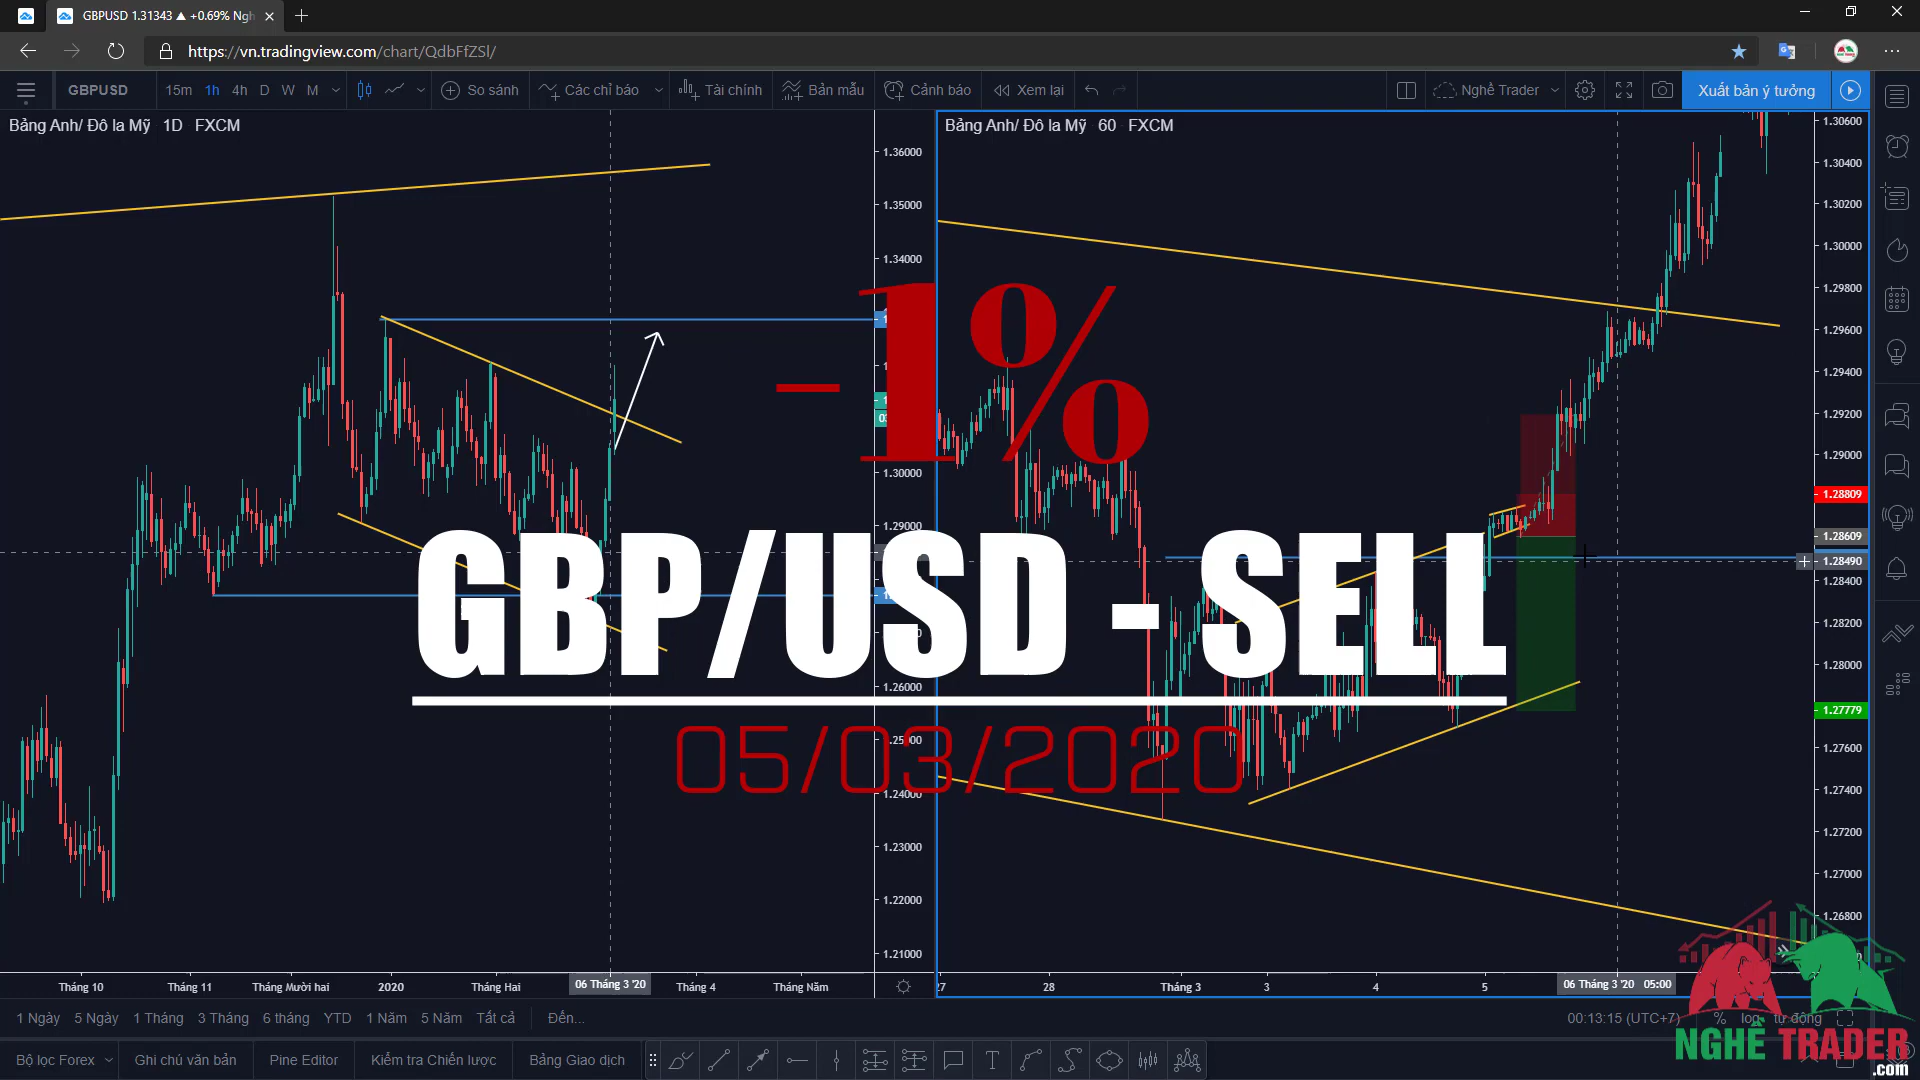 GBPUSD 1.31343 ▲ +0.69% Ngh
https://vn.tradingview.com/chart/QdbFfZSl/
GBPUSD 15m 1h 4h D W M So sánh Các chỉ báo Tài chính Bản mẫu Cảnh báo Xem lại Nghề Trader Xuất bản ý tưởng
Bảng Anh/ Đô la Mỹ 1D FXCM
1.36000
1.35000
1.34000
1.30000
1.29000
1.26000
1.25000
1.24000
1.23000
1.22000
1.21000
Tháng 10 Tháng 11 Tháng Mười hai 2020 Tháng Hai 06 Tháng 3 '20 Tháng 4 Tháng Năm
Bảng Anh/ Đô la Mỹ 60 FXCM
1.30600
1.30400
1.30200
1.30000
1.29800
1.29600
1.29400
1.29200
1.29000
1.28809
1.28609
1.28490
1.28400
1.28200
1.28000
1.27779
1.27600
1.27400
1.27200
1.27000
1.26800
27 28 Tháng 3 3 4 5 06 Tháng 3 '20 05:00
-1%
GBP/USD - SELL
05/03/2020
1 Ngày 5 Ngày 1 Tháng 3 Tháng 6 tháng YTD 1 Năm 5 Năm Tất cả Đến...
00:13:15 (UTC+7) % log tự động
Bộ lọc Forex Ghi chú văn bản Pine Editor Kiểm tra Chiến lược Bảng Giao dịch
NGHỀ TRADER
.com